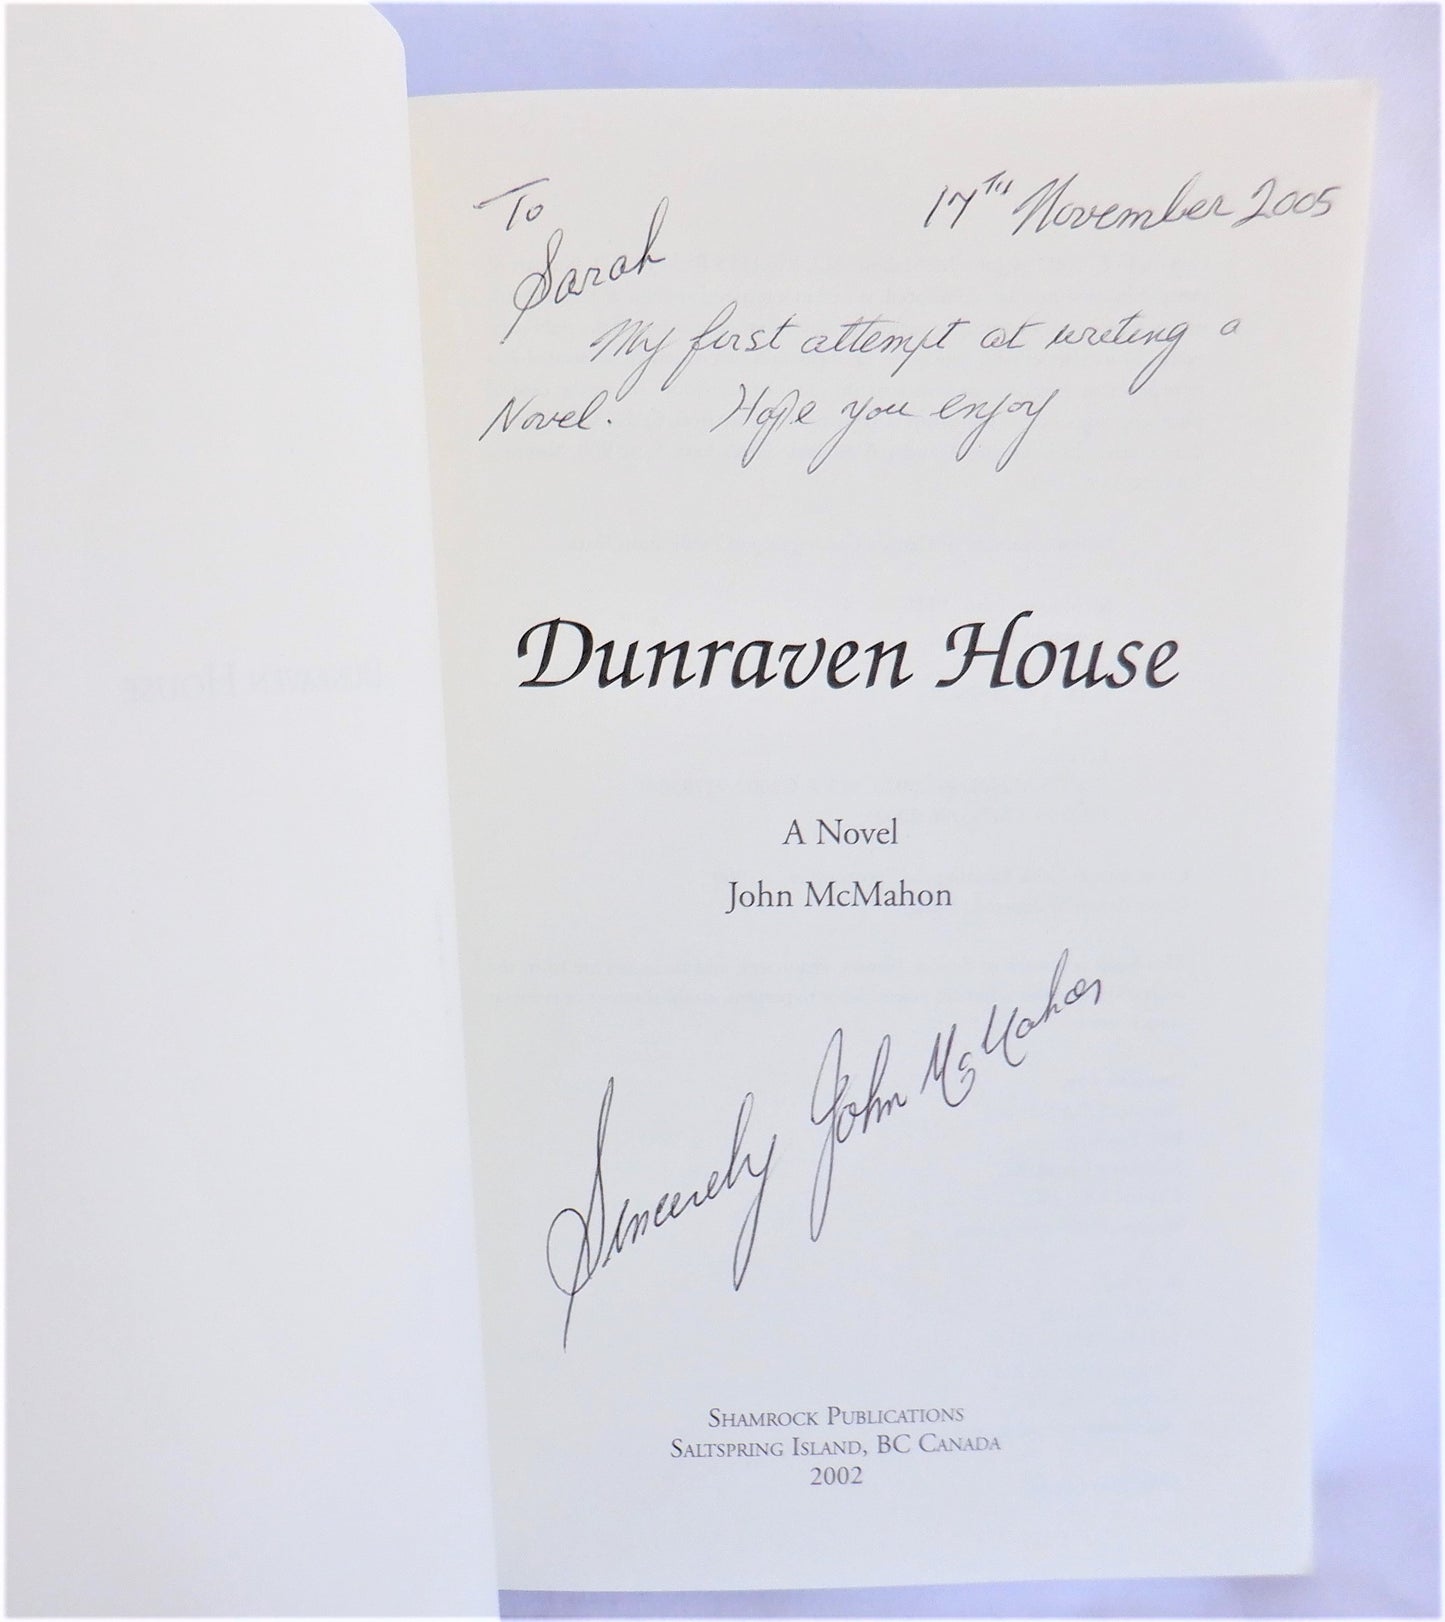 To
17TH November 2005
Sarah
My first attempt at writing a
Novel. Hope you enjoy
Dunraven House
A Novel
John McMahon
Sincerely John McMahon
SHAMROCK PUBLICATIONS
SALTSPRING ISLAND, BC CANADA
2002